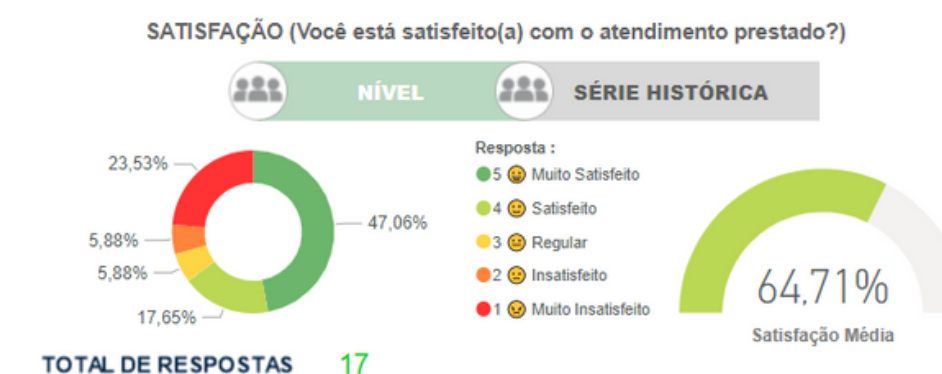 SATISFAÇÃO (Você está satisfeito(a) com o atendimento prestado?)
NÍVEL
SÉRIE HISTÓRICA
23,53%
5,88%
5,88%
17,65%
47,06%
Resposta :
5 Muito Satisfeito
4 Satisfeito
3 Regular
2 Insatisfeito
1 Muito Insatisfeito
64,71%
Satisfação Média
TOTAL DE RESPOSTAS 17